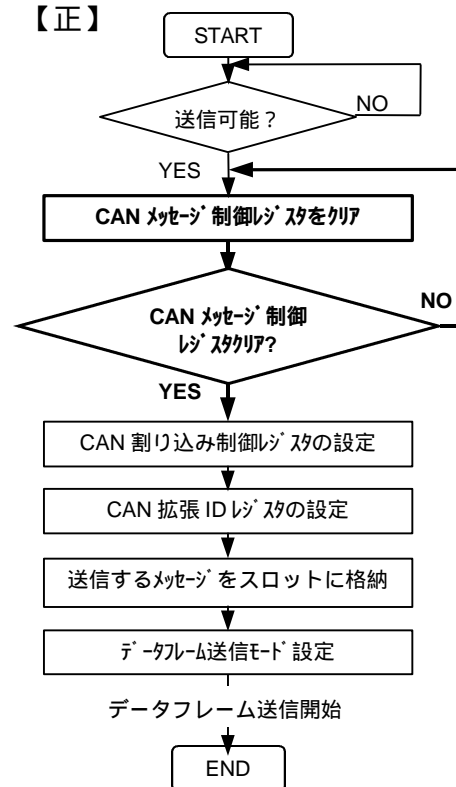 【正】
START
送信可能？
NO
YES
CAN ﾒｯｾｰｼﾞ制御ﾚｼﾞｽﾀをｸﾘｱ
CAN ﾒｯｾｰｼﾞ制御
ﾚｼﾞｽﾀｸﾘｱ?
NO
YES
CAN 割り込み制御ﾚｼﾞｽﾀの設定
CAN 拡張 ID ﾚｼﾞｽﾀの設定
送信するﾒｯｾｰｼﾞをスロットに格納
ﾃﾞｰﾀﾌﾚｰﾑ送信ﾓｰﾄﾞ設定
データフレーム送信開始
END